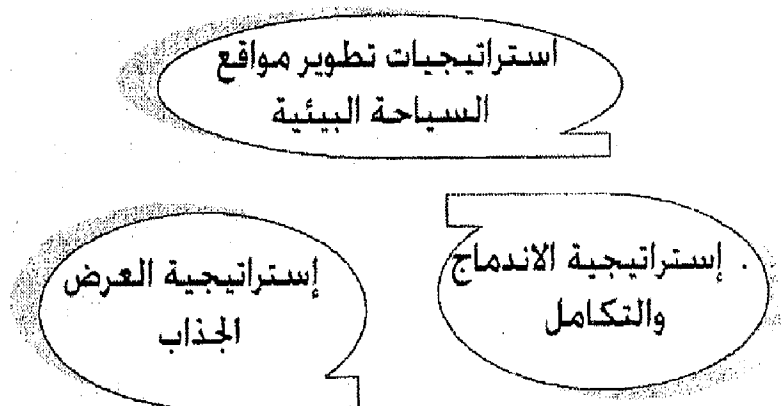 استراتيجيات تطوير مواقع
السياحة البيئية
. إستراتيجية الاندماج
والتكامل
إستراتيجية العرض
الجذاب